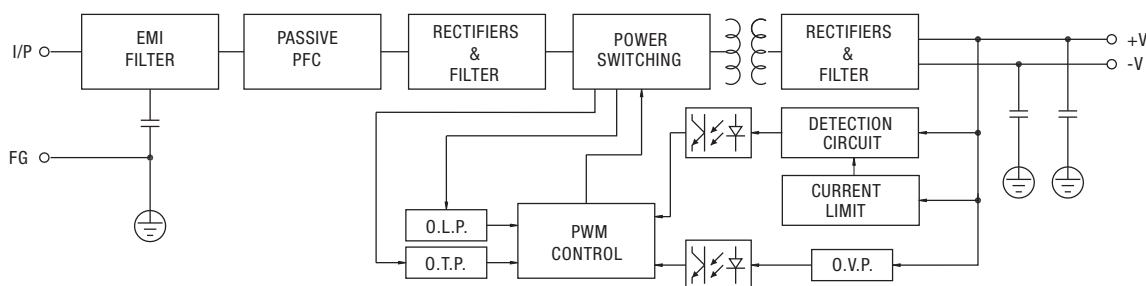 I/P
EMI
FILTER
PASSIVE
PFC
RECTIFIERS
&
FILTER
POWER
SWITCHING
RECTIFIERS
&
FILTER
+V
-V
FG
DETECTION
CIRCUIT
CURRENT
LIMIT
O.L.P.
O.T.P.
PWM
CONTROL
O.V.P.